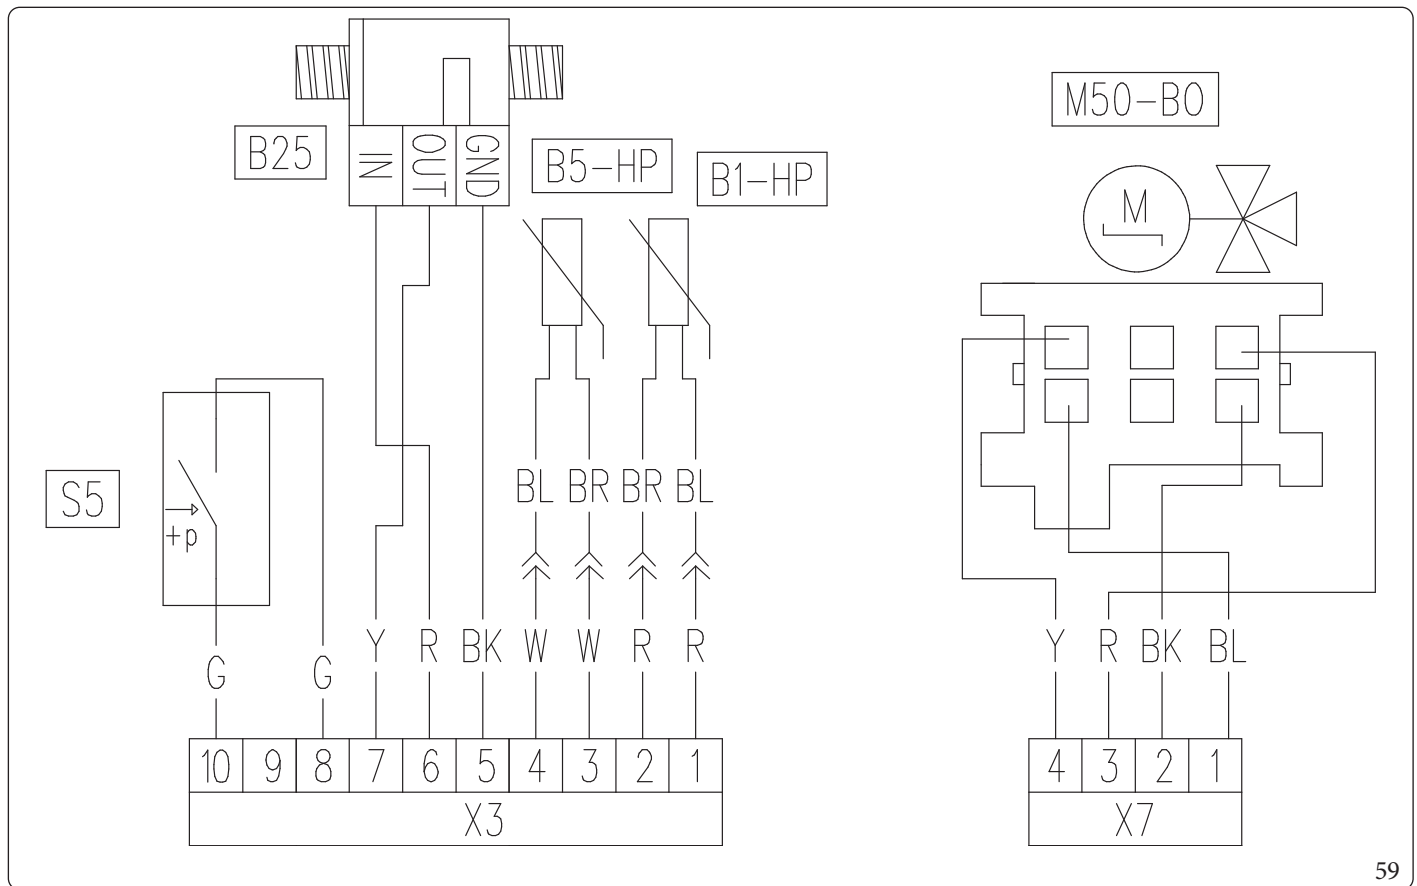 M50-B0
B25
IN OUT GND
B5-HP
B1-HP
M
S5
+p
BL BR BR BL
G G Y R BK W W R R
Y R BK BL
10 9 8 7 6 5 4 3 2 1
X3
4 3 2 1
X7
59